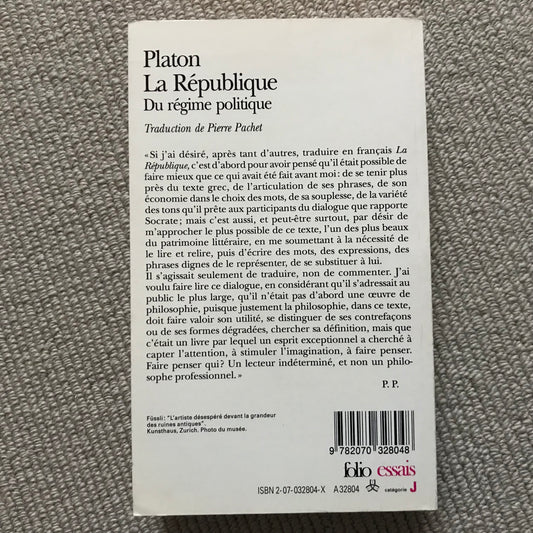 Platon
La République
Du régime politique
Traduction de Pierre Pachet
« Si j'ai désiré, après tant d'autres, traduire en français La
République, c'est d'abord pour avoir pensé qu'il était possible de
faire mieux que ce qui avait été fait avant moi : de se tenir plus
près du texte grec, de l'articulation de ses phrases, de son
économie dans le choix des mots, de sa souplesse, de la variété
des tons qu'il prête aux participants du dialogue que rapporte
Socrate ; mais c'est aussi, et peut-être surtout, par désir de
m'approcher le plus possible de ce texte, l'un des plus beaux
du patrimoine littéraire, en me soumettant à la nécessité de
le lire et relire, puis d'écrire des mots, des expressions, des
phrases dignes de le représenter, de se substituer à lui.
Il s'agissait seulement de traduire, non de commenter. J'ai
voulu faire lire ce dialogue, en considérant qu'il s'adressait au
public le plus large, qu'il n'était pas d'abord une œuvre de
philosophie, puisque justement la philosophie, dans ce texte,
doit faire valoir son utilité, se distinguer de ses contrefaçons
ou de ses formes dégradées, chercher sa définition, mais que
c'était un livre par lequel un esprit exceptionnel a cherché à
capter l'attention, à stimuler l'imagination, à faire penser.
Faire penser qui ? Un lecteur indéterminé, et non un philo-
sophe professionnel. »
P. P.
Füssli : "L'artiste désespéré devant la grandeur
des ruines antiques".
Kunsthaus, Zurich. Photo du musée.
9 782070 328048
folio essais
ISBN 2-07-032804-X A 32804 catégorie J